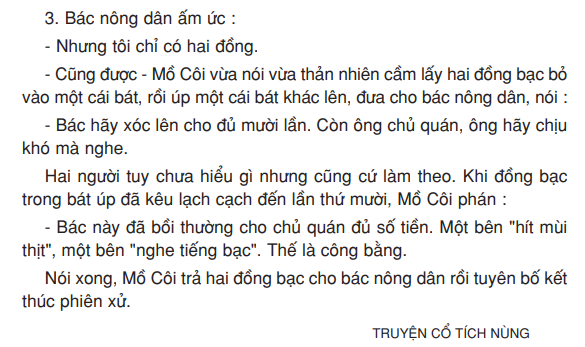 3. Bác nông dân ấm ức :
- Nhưng tôi chỉ có hai đồng.
- Cũng được - Mồ Côi vừa nói vừa thản nhiên cầm lấy hai đồng bạc bỏ
vào một cái bát, rồi úp một cái bát khác lên, đưa cho bác nông dân, nói :
- Bác hãy xóc lên cho đủ mười lần. Còn ông chủ quán, ông hãy chịu
khó mà nghe.
Hai người tuy chưa hiểu gì nhưng cũng cứ làm theo. Khi đồng bạc
trong bát úp đã kêu lạch cạch đến lần thứ mười, Mồ Côi phán :
- Bác này đã bồi thường cho chủ quán đủ số tiền. Một bên "hít mùi
thịt", một bên "nghe tiếng bạc". Thế là công bằng.
Nói xong, Mồ Côi trả hai đồng bạc cho bác nông dân rồi tuyên bố kết
thúc phiên xử.
TRUYỆN CỔ TÍCH NÙNG